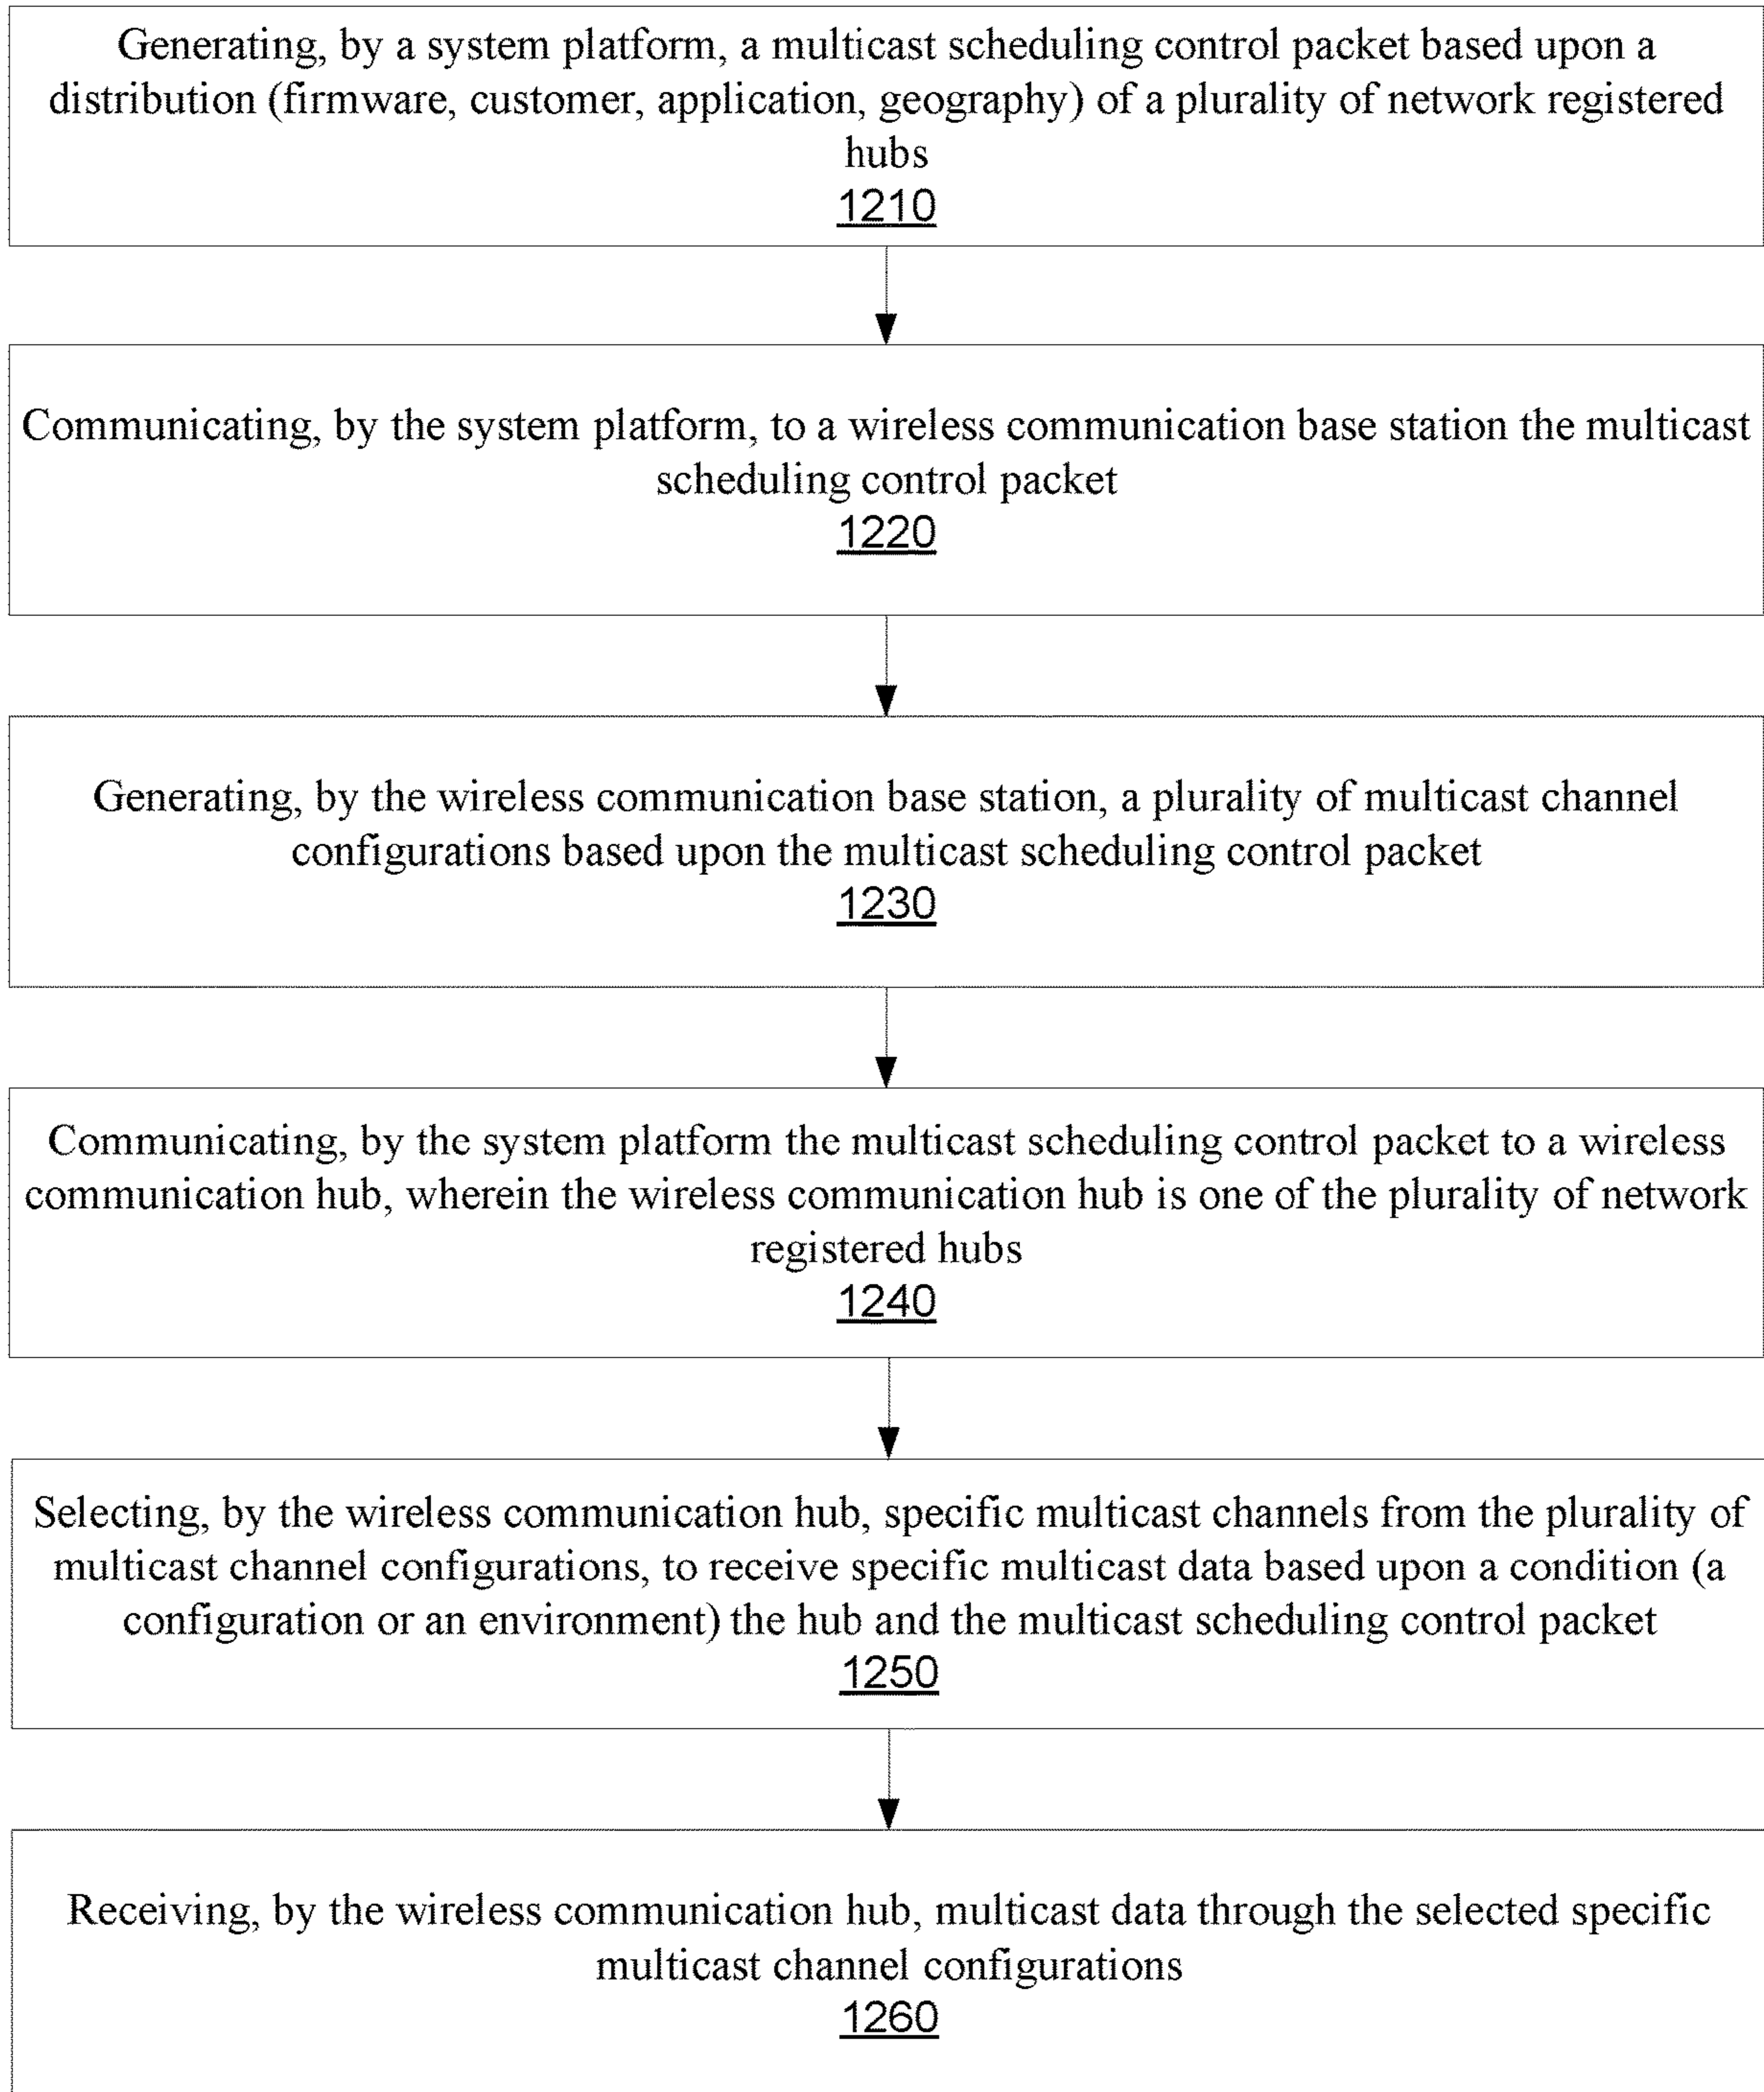 Generating, by a system platform, a multicast scheduling control packet based upon a
distribution (firmware, customer, application, geography) of a plurality of network registered
hubs
1210
Communicating, by the system platform, to a wireless communication base station the multicast
scheduling control packet
1220
Generating, by the wireless communication base station, a plurality of multicast channel
configurations based upon the multicast scheduling control packet
1230
Communicating, by the system platform the multicast scheduling control packet to a wireless
communication hub, wherein the wireless communication hub is one of the plurality of network
registered hubs
1240
Selecting, by the wireless communication hub, specific multicast channels from the plurality of
multicast channel configurations, to receive specific multicast data based upon a condition (a
configuration or an environment) the hub and the multicast scheduling control packet
1250
Receiving, by the wireless communication hub, multicast data through the selected specific
multicast channel configurations
1260